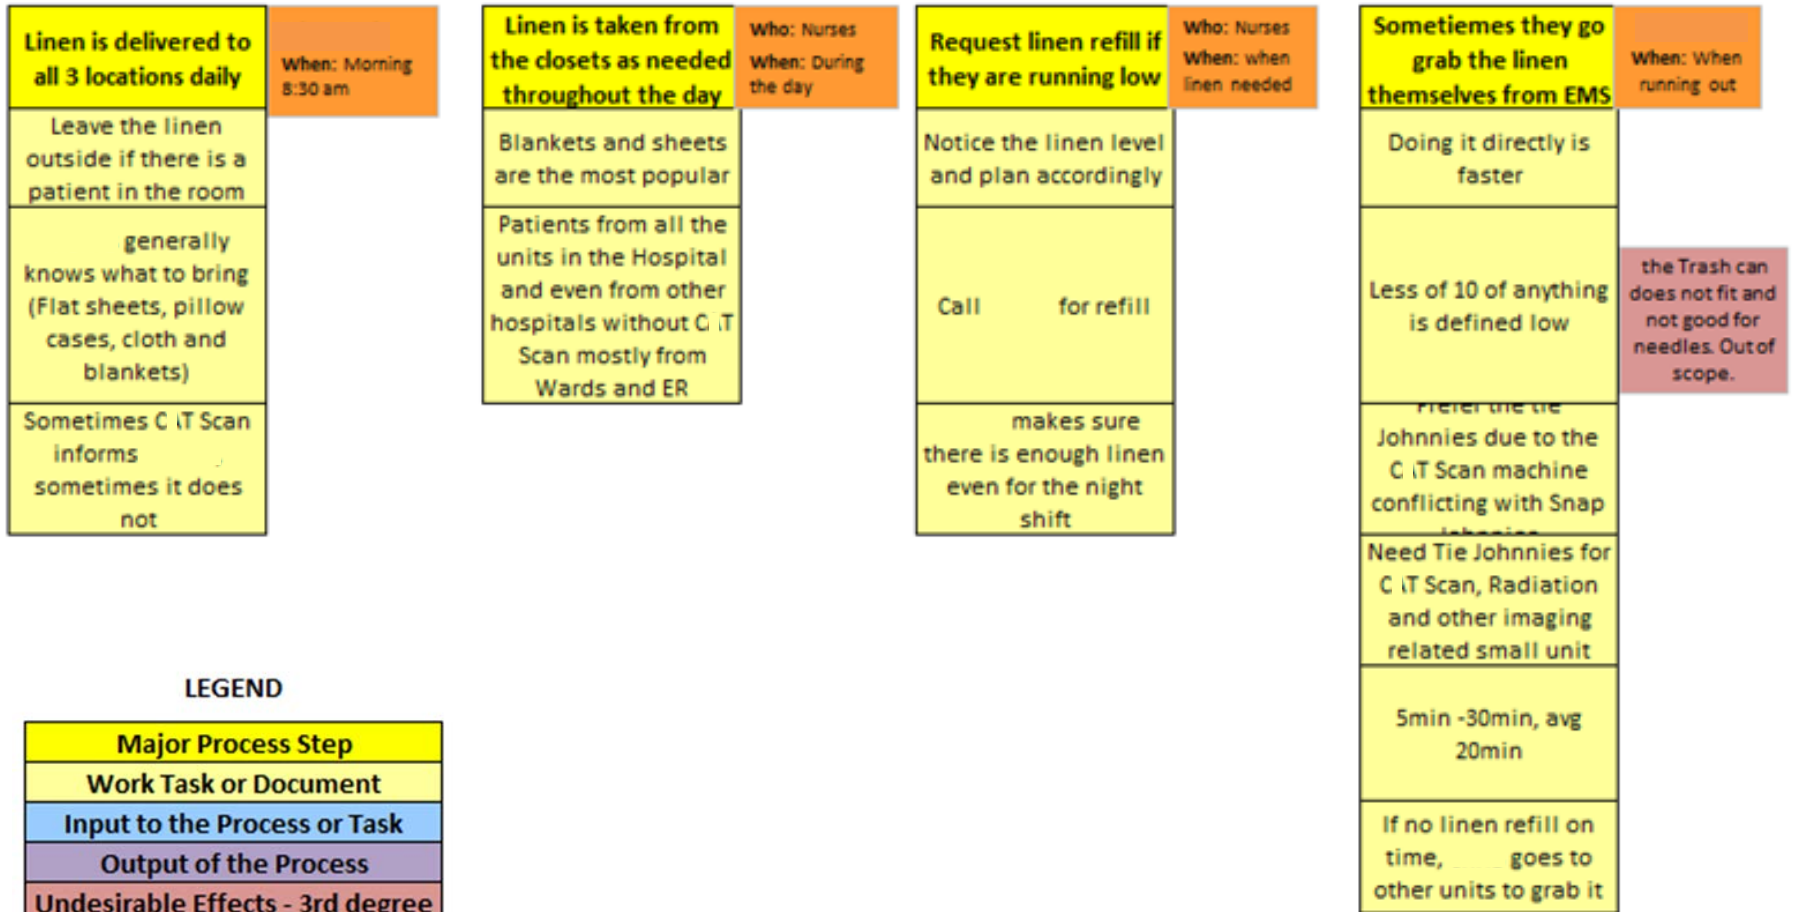 Linen is delivered to
all 3 locations daily
When: Morning
8:30 am
Leave the linen
outside if there is a
patient in the room
generally
knows what to bring
(Flat sheets, pillow
cases, cloth and
blankets)
Sometimes CAT Scan
informs
sometimes it does
not
Linen is taken from
the closets as needed
throughout the day
Who: Nurses
When: During
the day
Blankets and sheets
are the most popular
Patients from all the
units in the Hospital
and even from other
hospitals without CAT
Scan mostly from
Wards and ER
Request linen refill if
they are running low
Who: Nurses
When: when
linen needed
Notice the linen level
and plan accordingly
Call for refill
makes sure
there is enough linen
even for the night
shift
Sometiemes they go
grab the linen
themselves from EMS
When: When
running out
Doing it directly is
faster
Less of 10 of anything
is defined low
the Trash can
does not fit and
not good for
needles. Out of
scope.
Prefer the tie
Johnnies due to the
CAT Scan machine
conflicting with Snap
Johnnies
Need Tie Johnnies for
CAT Scan, Radiation
and other imaging
related small unit
5min -30min, avg
20min
If no linen refill on
time, goes to
other units to grab it
LEGEND
Major Process Step
Work Task or Document
Input to the Process or Task
Output of the Process
Undesirable Effects - 3rd degree